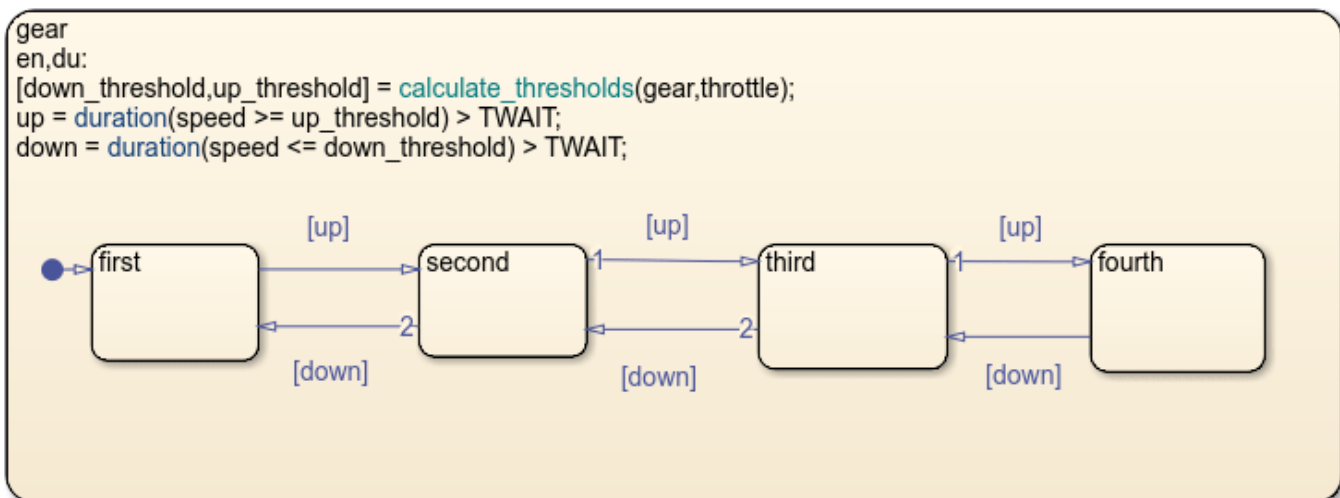 gear
en,du:
[down_threshold,up_threshold] = calculate_thresholds(gear,throttle);
up = duration(speed >= up_threshold) > TWAIT;
down = duration(speed <= down_threshold) > TWAIT;
[up]
[up]
[up]
first
second
1
third
1
fourth
2
2
[down]
[down]
[down]